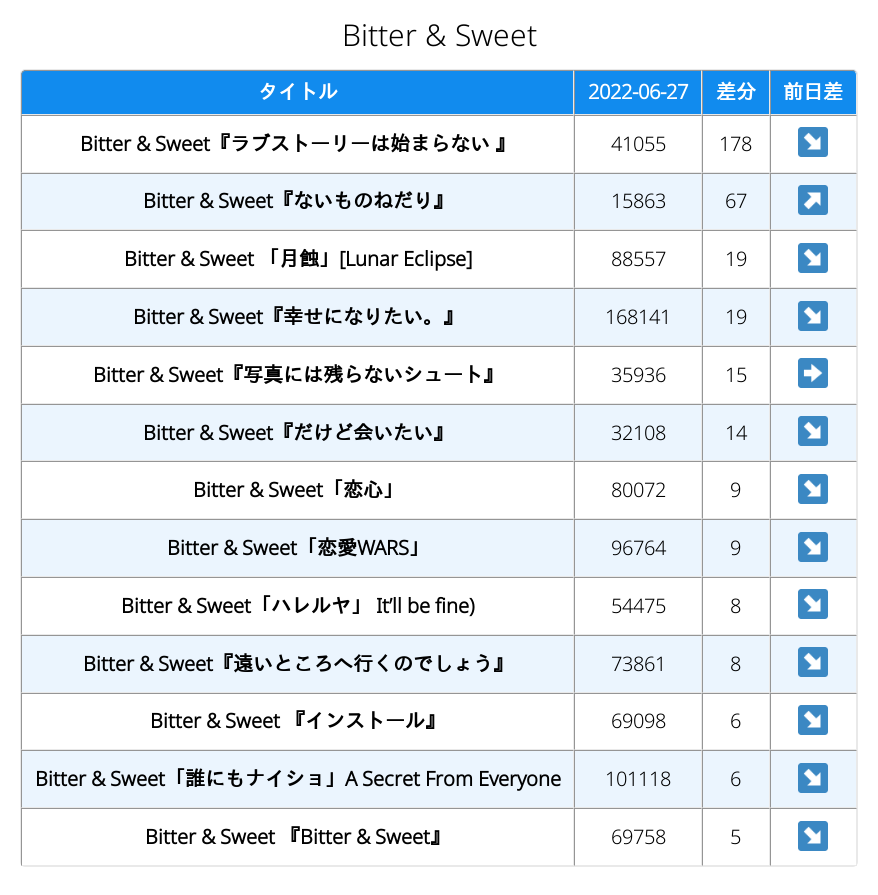 Bitter & Sweet
タイトル 2022-06-27 差分 前日差
Bitter & Sweet『ラブストーリーは始まらない 』 41055 178 ↘
Bitter & Sweet『ないものねだり』 15863 67 ↗
Bitter & Sweet 「月蝕」[Lunar Eclipse] 88557 19 ↘
Bitter & Sweet『幸せになりたい。』 168141 19 ↘
Bitter & Sweet『写真には残らないシュート』 35936 15 ➡
Bitter & Sweet『だけど会いたい』 32108 14 ↘
Bitter & Sweet「恋心」 80072 9 ↘
Bitter & Sweet「恋愛WARS」 96764 9 ↘
Bitter & Sweet「ハレルヤ」 It'll be fine) 54475 8 ↘
Bitter & Sweet『遠いところへ行くのでしょう』 73861 8 ↘
Bitter & Sweet 『インストール』 69098 6 ↘
Bitter & Sweet「誰にもナイショ」A Secret From Everyone 101118 6 ↘
Bitter & Sweet 『Bitter & Sweet』 69758 5 ↘